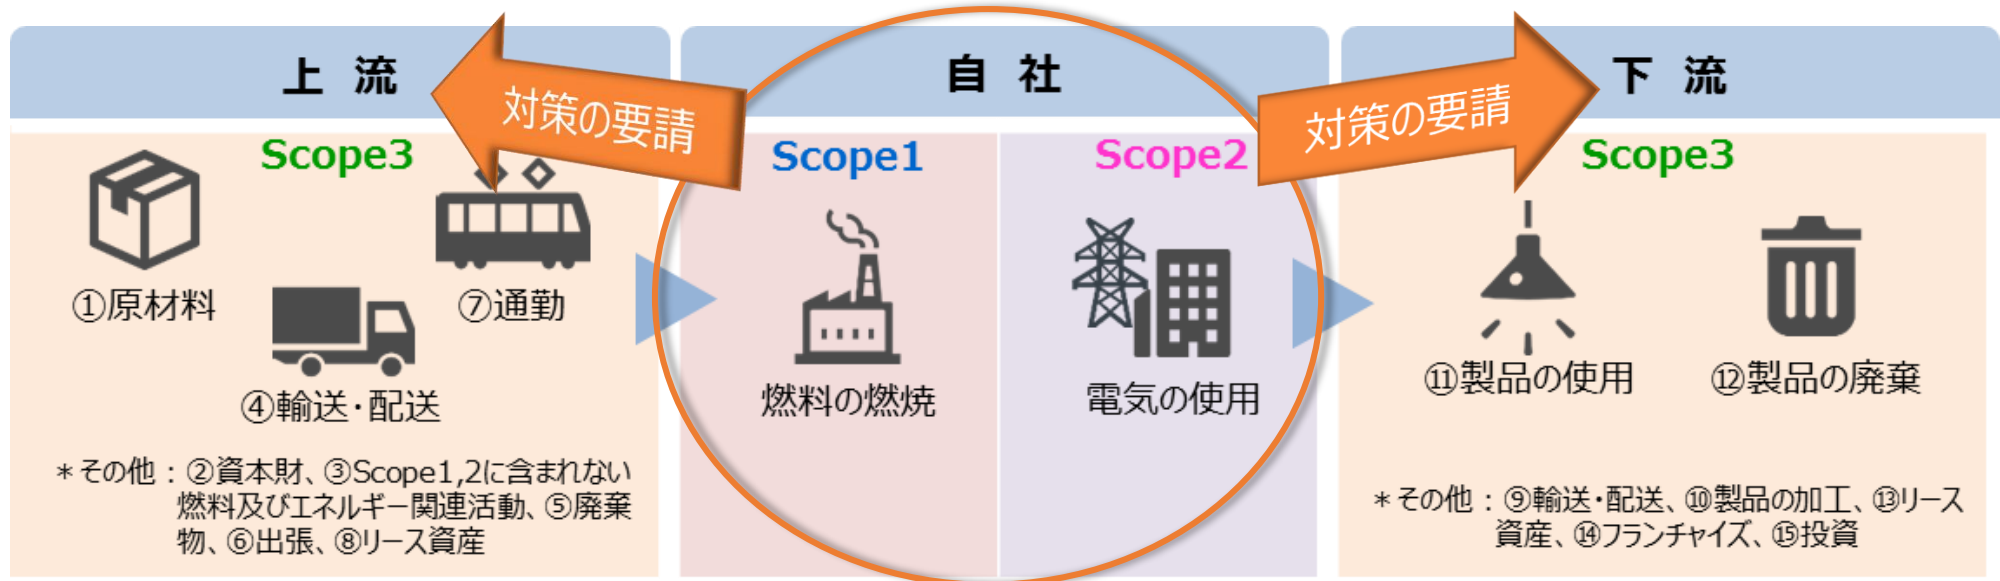 上 流
対策の要請
自 社
対策の要請
下 流
Scope3
Scope1
Scope2
Scope3
①原材料
⑦通勤
④輸送・配送
燃料の燃焼
電気の使用
⑪製品の使用
⑫製品の廃棄
＊その他：②資本財、③Scope1,2に含まれない
燃料及びエネルギー関連活動、⑤廃棄
物、⑥出張、⑧リース資産
＊その他：⑨輸送・配送、⑩製品の加工、⑬リース
資産、⑭フランチャイズ、⑮投資